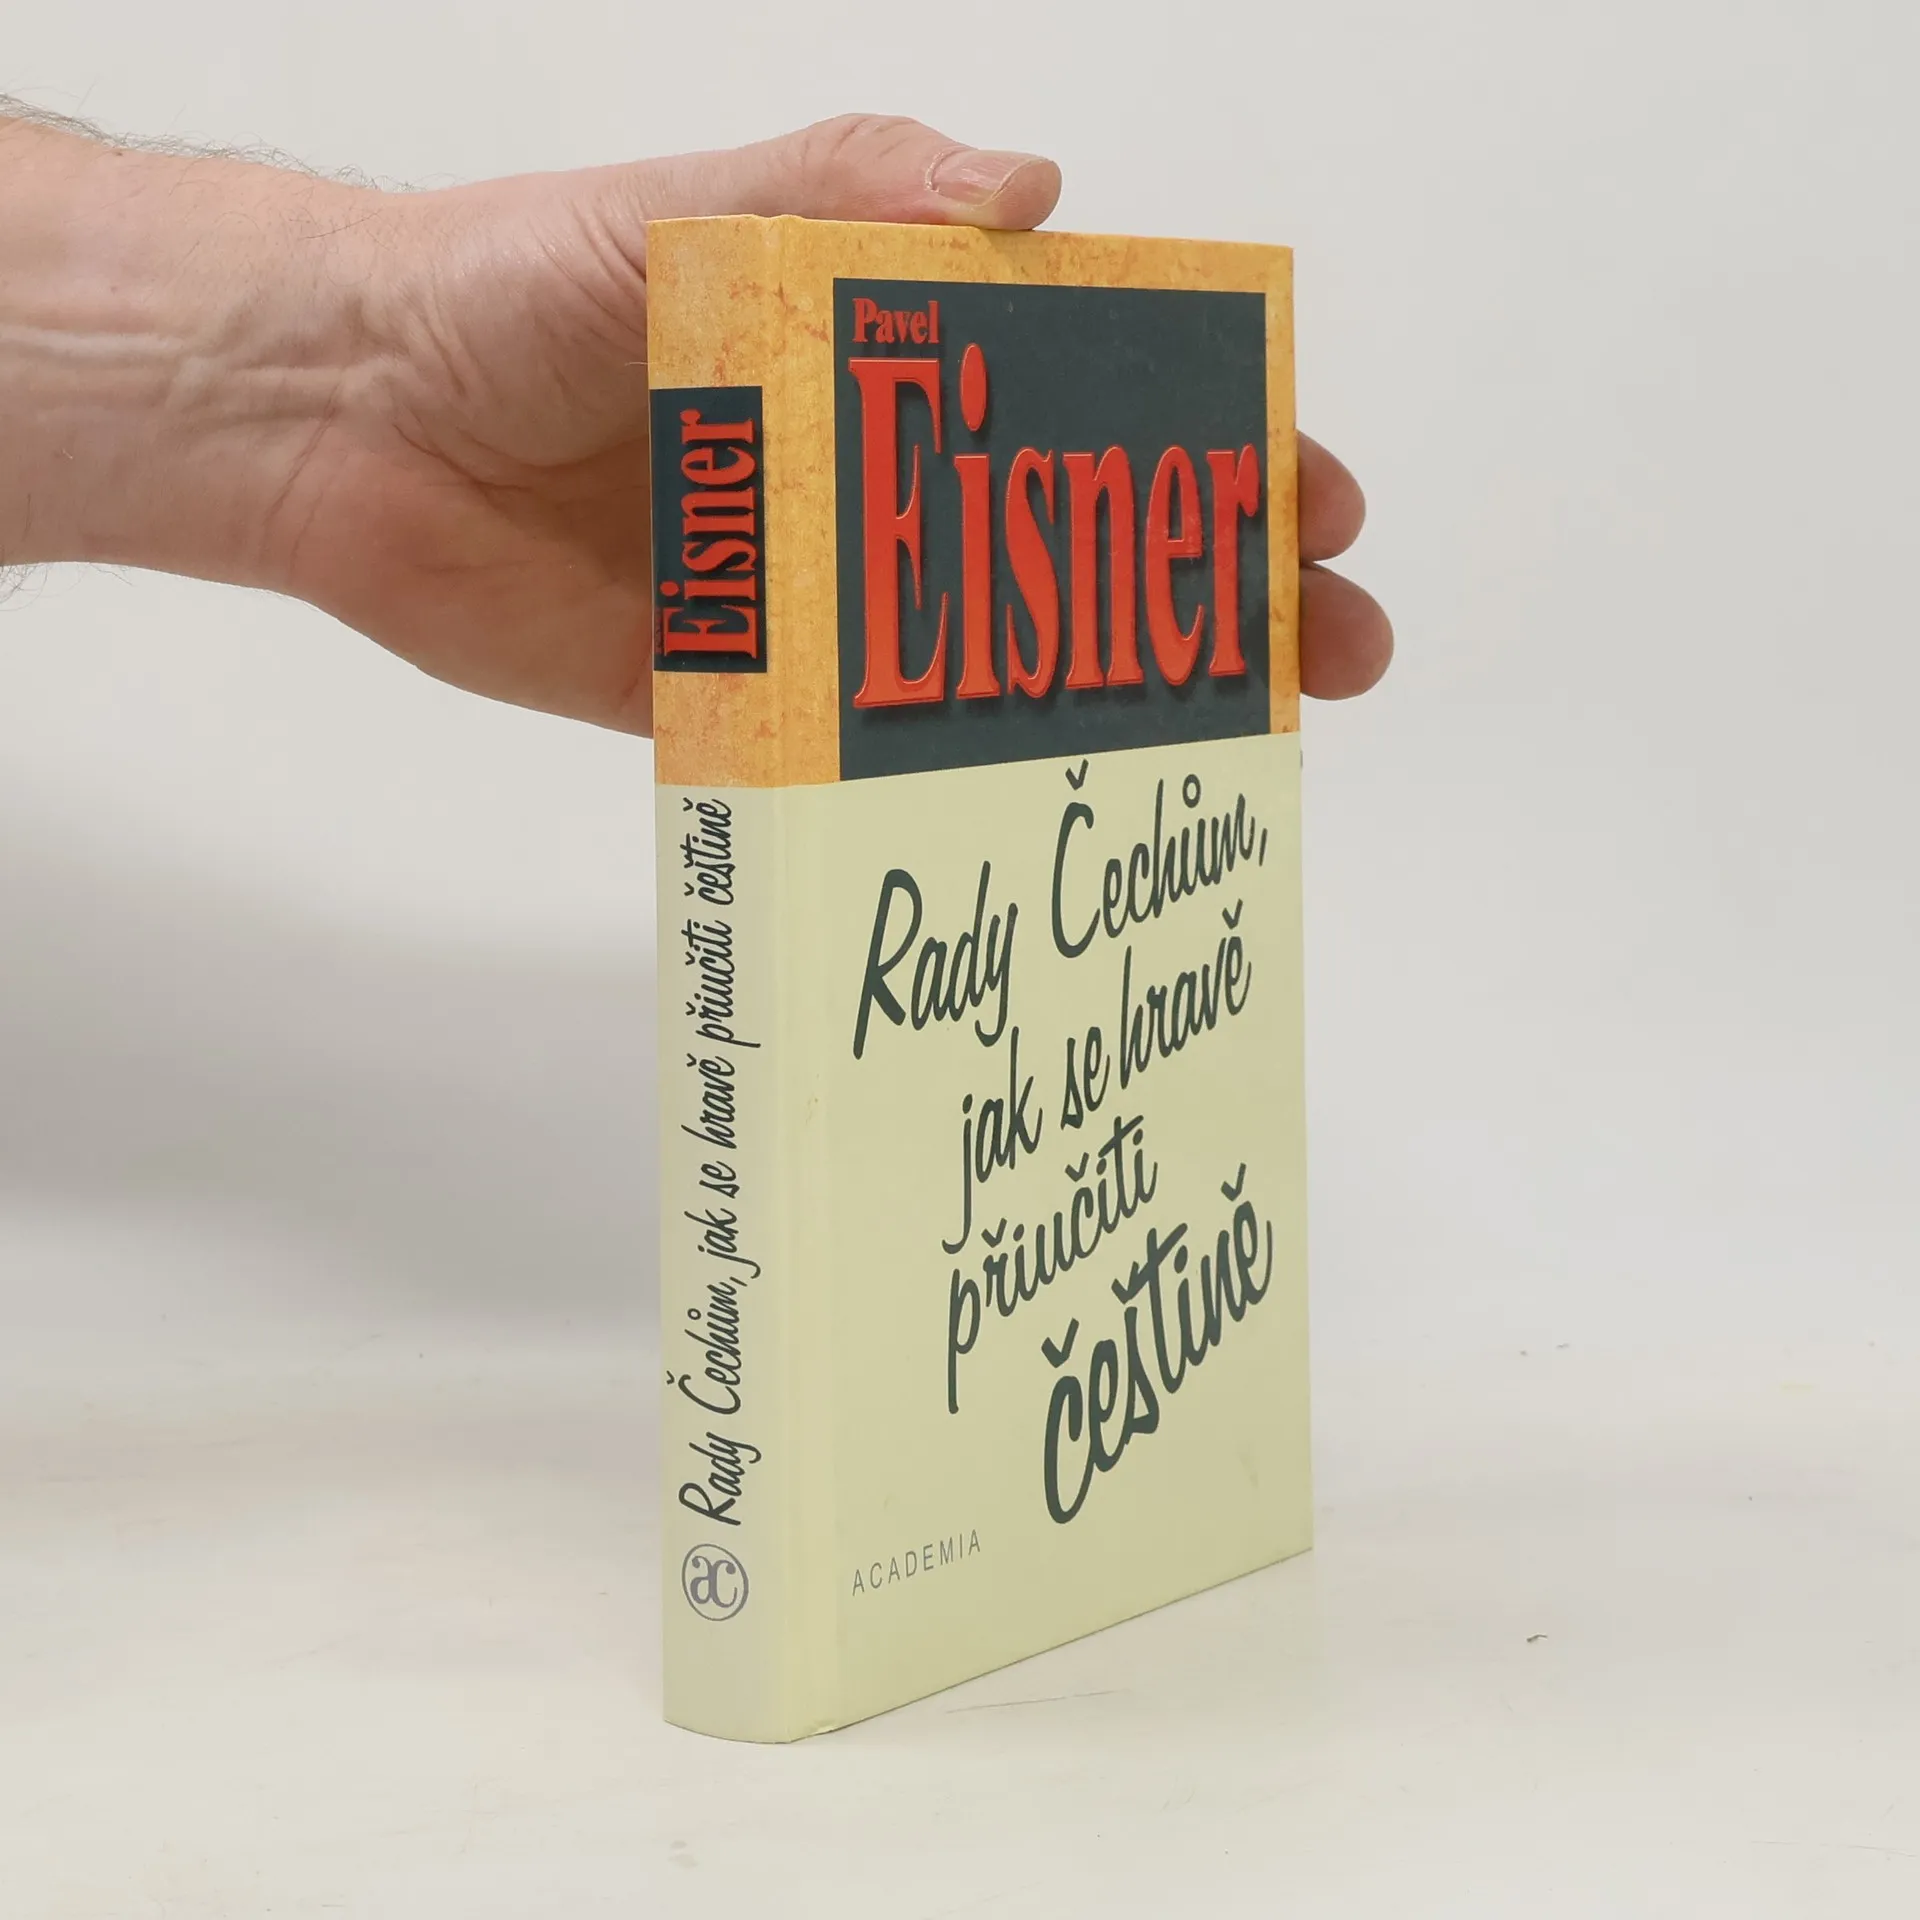 Eisner
Rady Čechům, jak se hravě přiučiti češtině
ac
Pavel
Eisner
Rady Čechům,
jak se hravě
přiučiti
češtině
ACADEMIA